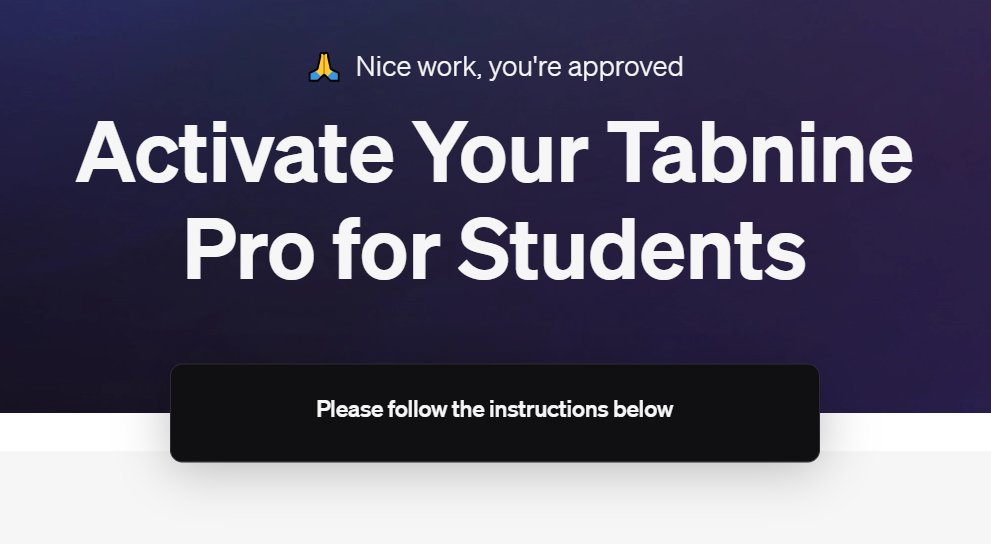 🙏 Nice work, you're approved
Activate Your Tabnine
Pro for Students
Please follow the instructions below